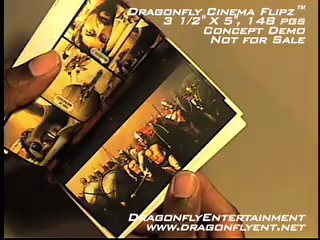 Dragonfly Cinema Flipz™
3 1/2" X 5", 148 pgs
Concept Demo
Not for Sale
DragonflyEntertainment
www.dragonflyent.net